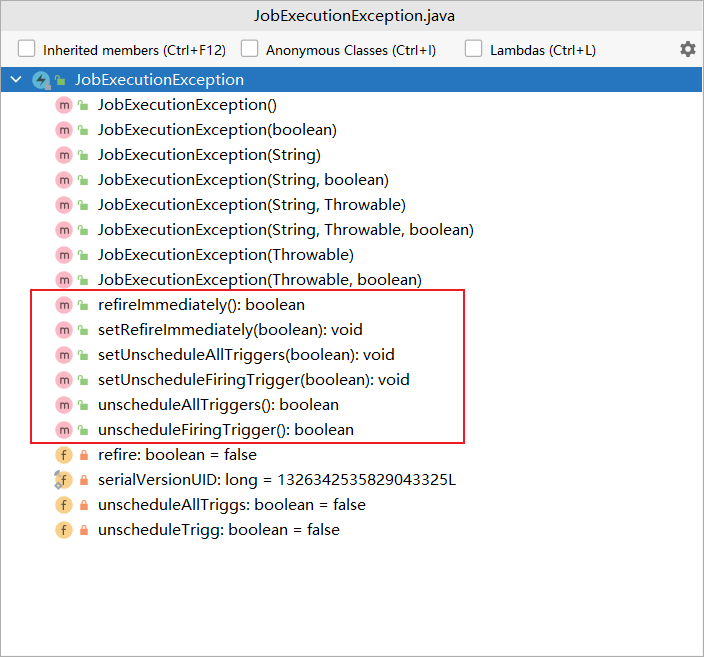 JobExecutionException.java
Inherited members (Ctrl+F12) Anonymous Classes (Ctrl+I) Lambdas (Ctrl+L)
JobExecutionException
m JobExecutionException()
m JobExecutionException(boolean)
m JobExecutionException(String)
m JobExecutionException(String, boolean)
m JobExecutionException(String, Throwable)
m JobExecutionException(String, Throwable, boolean)
m JobExecutionException(Throwable)
m JobExecutionException(Throwable, boolean)
m refireImmediately(): boolean
m setRefireImmediately(boolean): void
m setUnscheduleAllTriggers(boolean): void
m setUnscheduleFiringTrigger(boolean): void
m unscheduleAllTriggers(): boolean
m unscheduleFiringTrigger(): boolean
f refire: boolean = false
f serialVersionUID: long = 1326342535829043325L
f unscheduleAllTriggs: boolean = false
f unscheduleTrigg: boolean = false